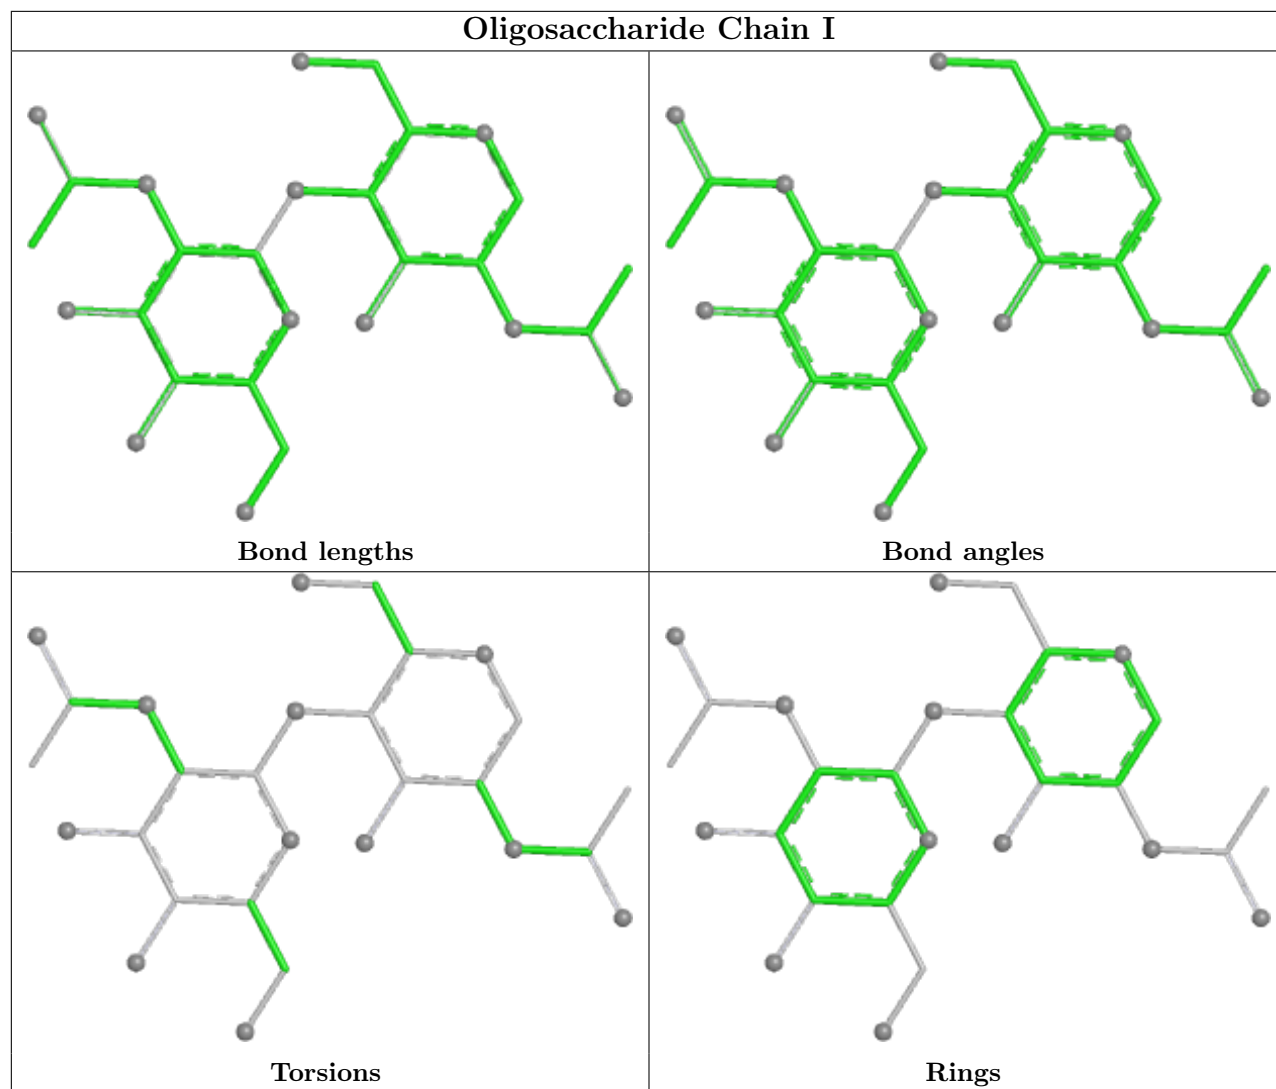 Oligosaccharide Chain I
Bond lengths
Bond angles
Torsions
Rings